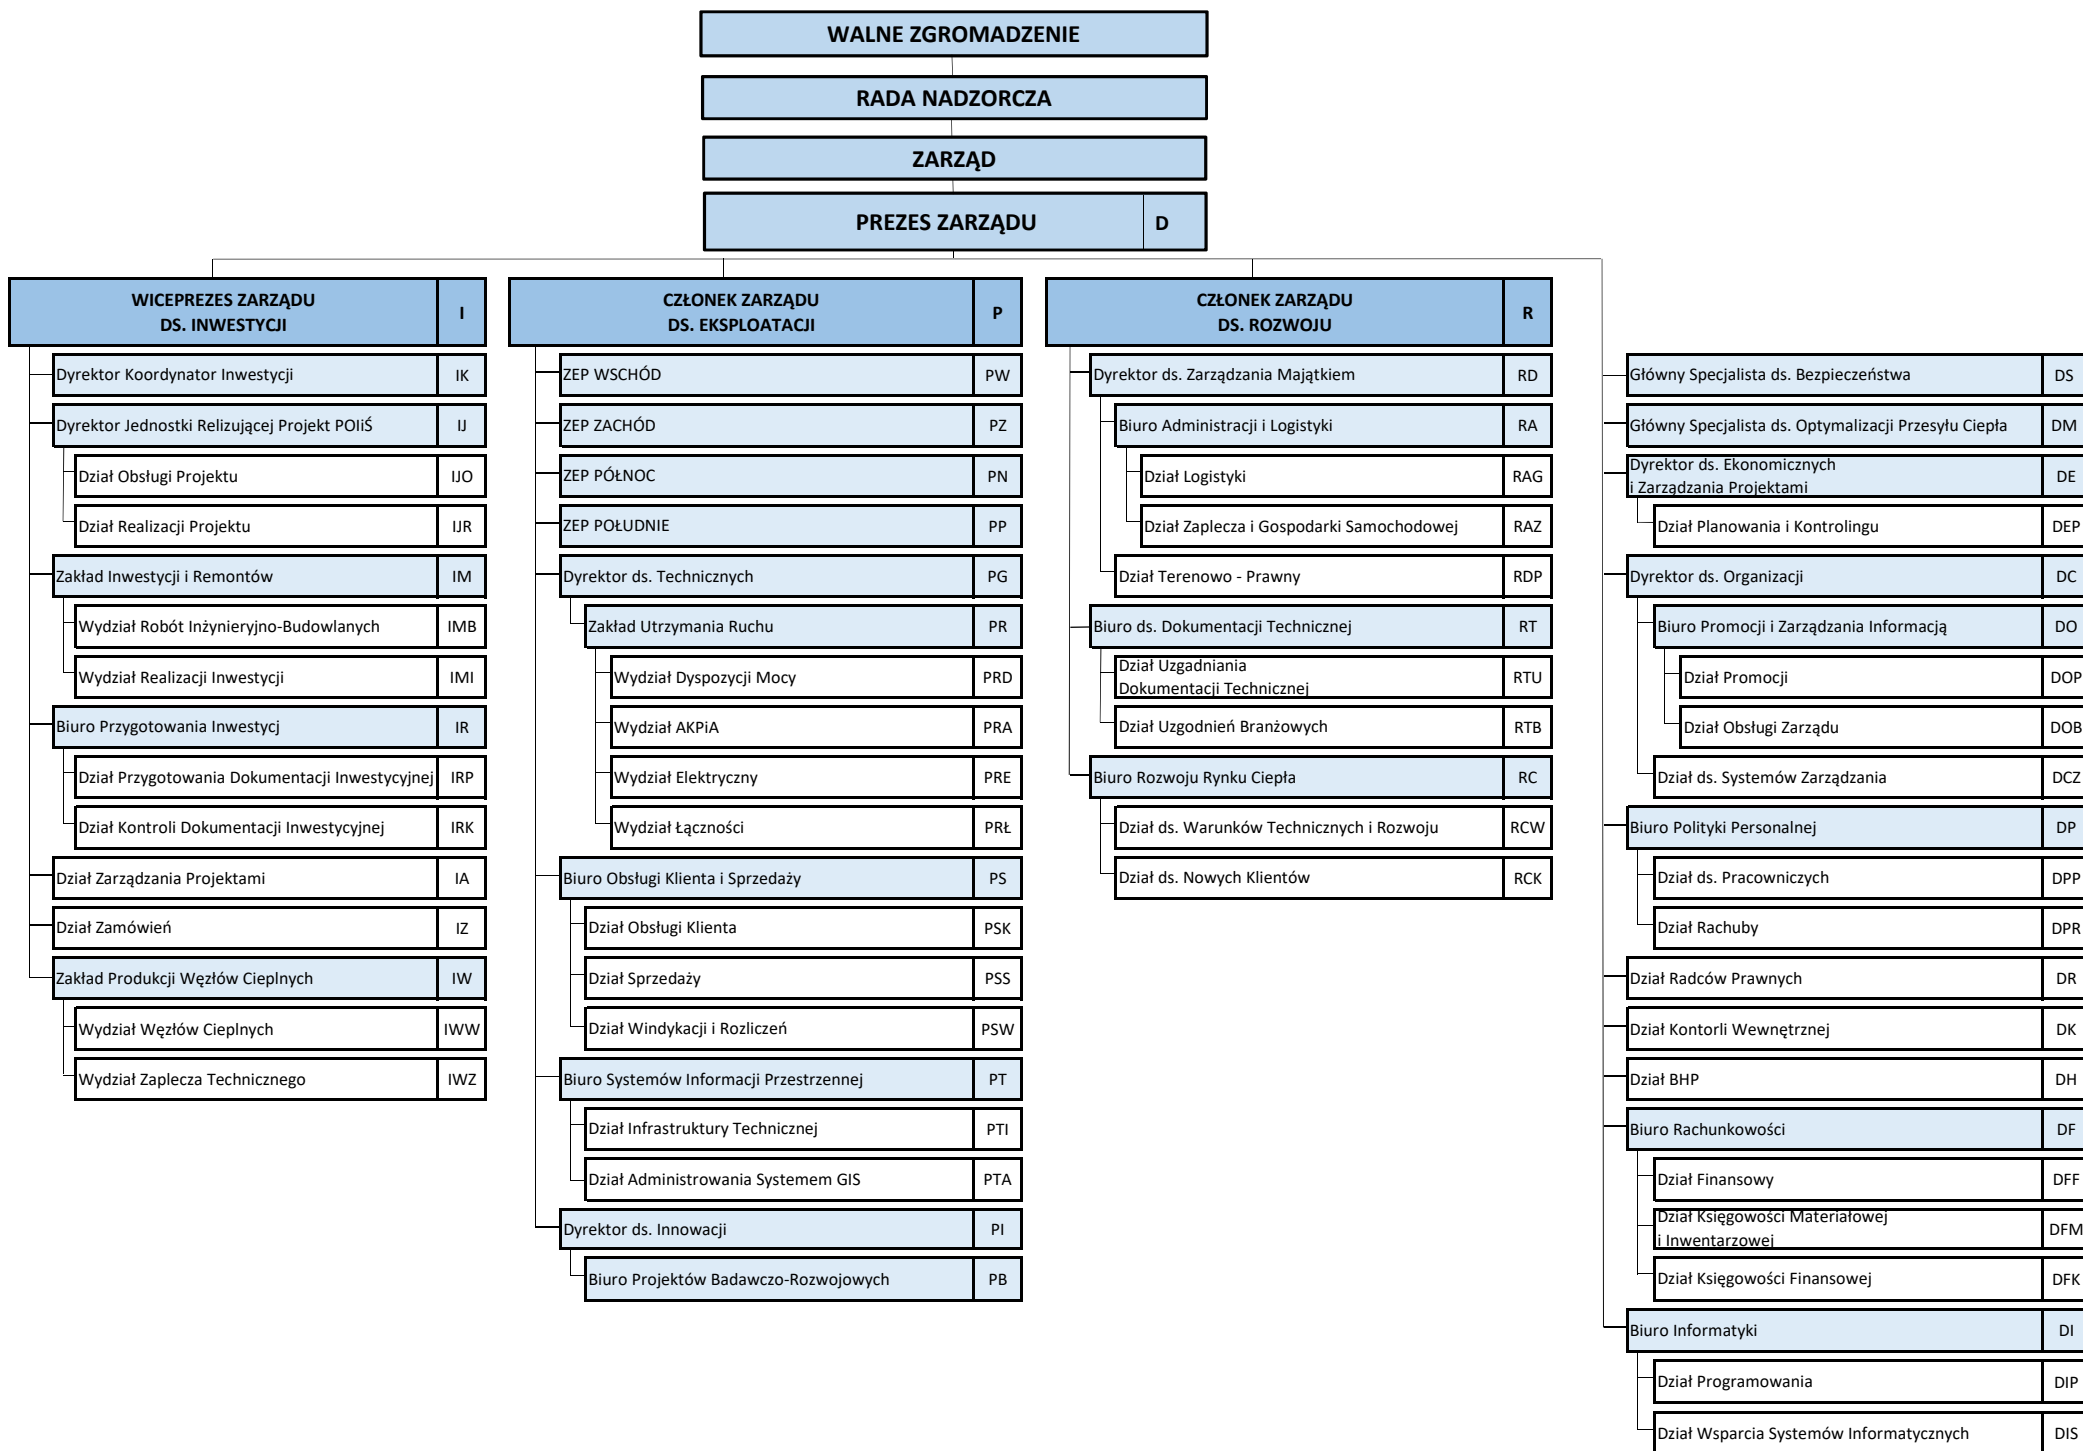 WALNE ZGROMADZENIE
RADA NADZORCZA
ZARZĄD
PREZES ZARZĄDU D
WICEPREZES ZARZĄDU
DS. INWESTYCJI
I
Dyrektor Koordynator Inwestycji IK
Dyrektor Jednostki Relizującej Projekt POIiŚ IJ
Dział Obsługi Projektu IJO
Dział Realizacji Projektu IJR
Zakład Inwestycji i Remontów IM
Wydział Robót Inżynieryjno-Budowlanych IMB
Wydział Realizacji Inwestycji IMI
Biuro Przygotowania Inwestycj IR
Dział Przygotowania Dokumentacji Inwestycyjnej IRP
Dział Kontroli Dokumentacji Inwestycyjnej IRK
Dział Zarządzania Projektami IA
Dział Zamówień IZ
Zakład Produkcji Węzłów Cieplnych IW
Wydział Węzłów Cieplnych IWW
Wydział Zaplecza Technicznego IWZ
CZŁONEK ZARZĄDU
DS. EKSPLOATACJI
P
ZEP WSCHÓD PW
ZEP ZACHÓD PZ
ZEP PÓŁNOC PN
ZEP POŁUDNIE PP
Dyrektor ds. Technicznych PG
Zakład Utrzymania Ruchu PR
Wydział Dyspozycji Mocy PRD
Wydział AKPiA PRA
Wydział Elektryczny PRE
Wydział Łączności PRŁ
Biuro Obsługi Klienta i Sprzedaży PS
Dział Obsługi Klienta PSK
Dział Sprzedaży PSS
Dział Windykacji i Rozliczeń PSW
Biuro Systemów Informacji Przestrzennej PT
Dział Infrastruktury Technicznej PTI
Dział Administrowania Systemem GIS PTA
Dyrektor ds. Innowacji PI
Biuro Projektów Badawczo-Rozwojowych PB
CZŁONEK ZARZĄDU
DS. ROZWOJU
R
Dyrektor ds. Zarządzania Majątkiem RD
Biuro Administracji i Logistyki RA
Dział Logistyki RAG
Dział Zaplecza i Gospodarki Samochodowej RAZ
Dział Terenowo - Prawny RDP
Biuro ds. Dokumentacji Technicznej RT
Dział Uzgadniania
Dokumentacji Technicznej RTU
Dział Uzgodnień Branżowych RTB
Biuro Rozwoju Rynku Ciepła RC
Dział ds. Warunków Technicznych i Rozwoju RCW
Dział ds. Nowych Klientów RCK
Główny Specjalista ds. Bezpieczeństwa DS
Główny Specjalista ds. Optymalizacji Przesyłu Ciepła DM
Dyrektor ds. Ekonomicznych
i Zarządzania Projektami DE
Dział Planowania i Kontrolingu DEP
Dyrektor ds. Organizacji DC
Biuro Promocji i Zarządzania Informacją DO
Dział Promocji DOP
Dział Obsługi Zarządu DOB
Dział ds. Systemów Zarządzania DCZ
Biuro Polityki Personalnej DP
Dział ds. Pracowniczych DPP
Dział Rachuby DPR
Dział Radców Prawnych DR
Dział Kontorli Wewnętrznej DK
Dział BHP DH
Biuro Rachunkowości DF
Dział Finansowy DFF
Dział Księgowości Materiałowej
i Inwentarzowej DFM
Dział Księgowości Finansowej DFK
Biuro Informatyki DI
Dział Programowania DIP
Dział Wsparcia Systemów Informatycznych DIS